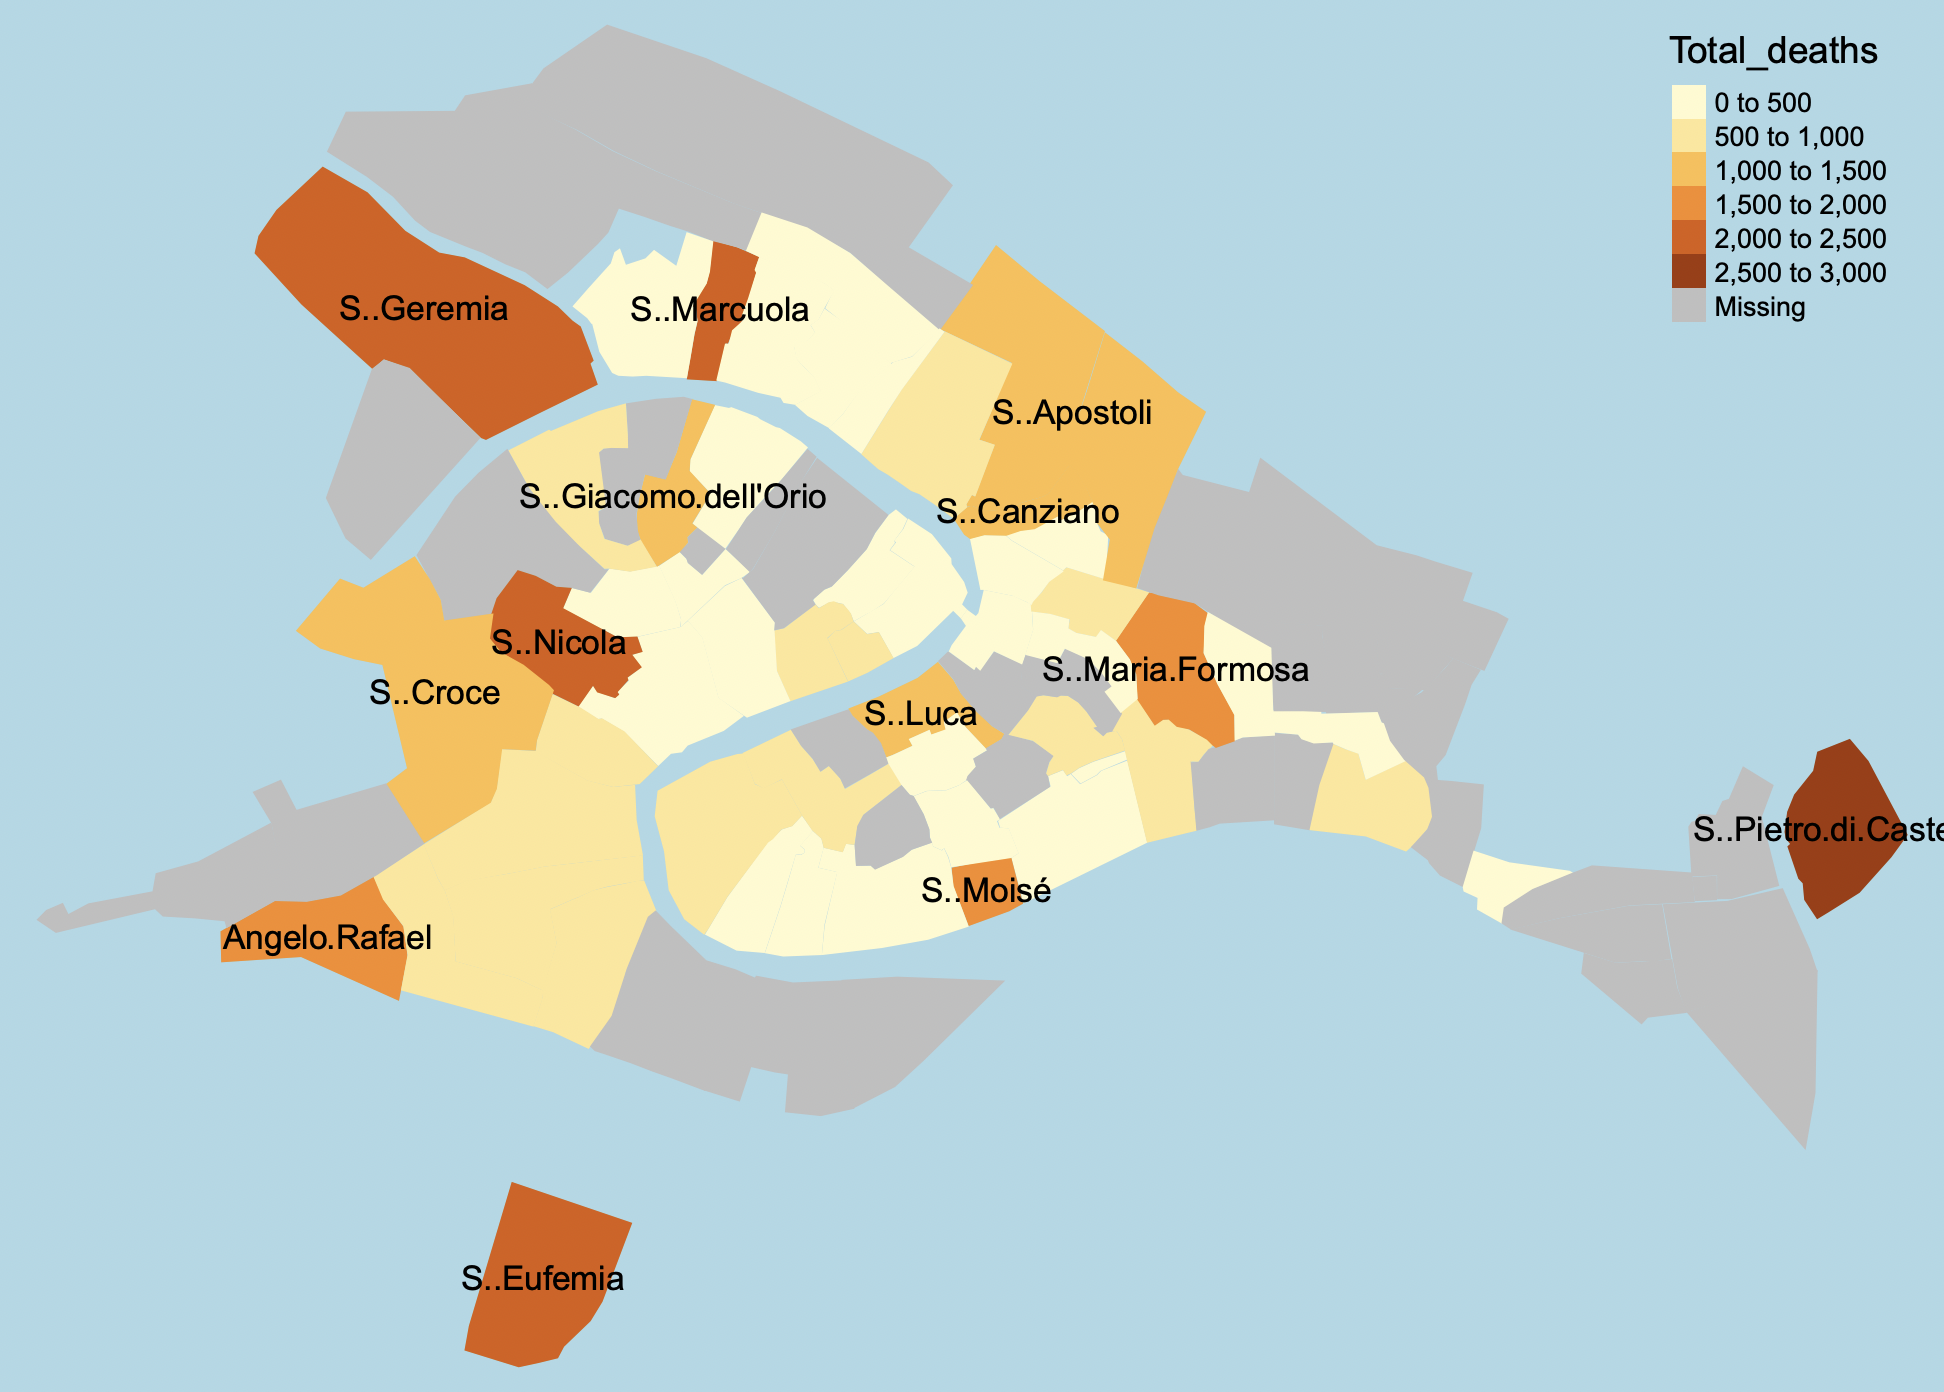 Total_deaths
0 to 500
500 to 1,000
1,000 to 1,500
1,500 to 2,000
2,000 to 2,500
2,500 to 3,000
Missing
S..Geremia
S..Marcuola
S..Apostoli
S..Giacomo.dell'Orio
S..Canziano
S..Nicola
S..Maria.Formosa
S..Croce
S..Luca
S..Pietro.di.Caste
S..Moisé
Angelo.Rafael
S..Eufemia